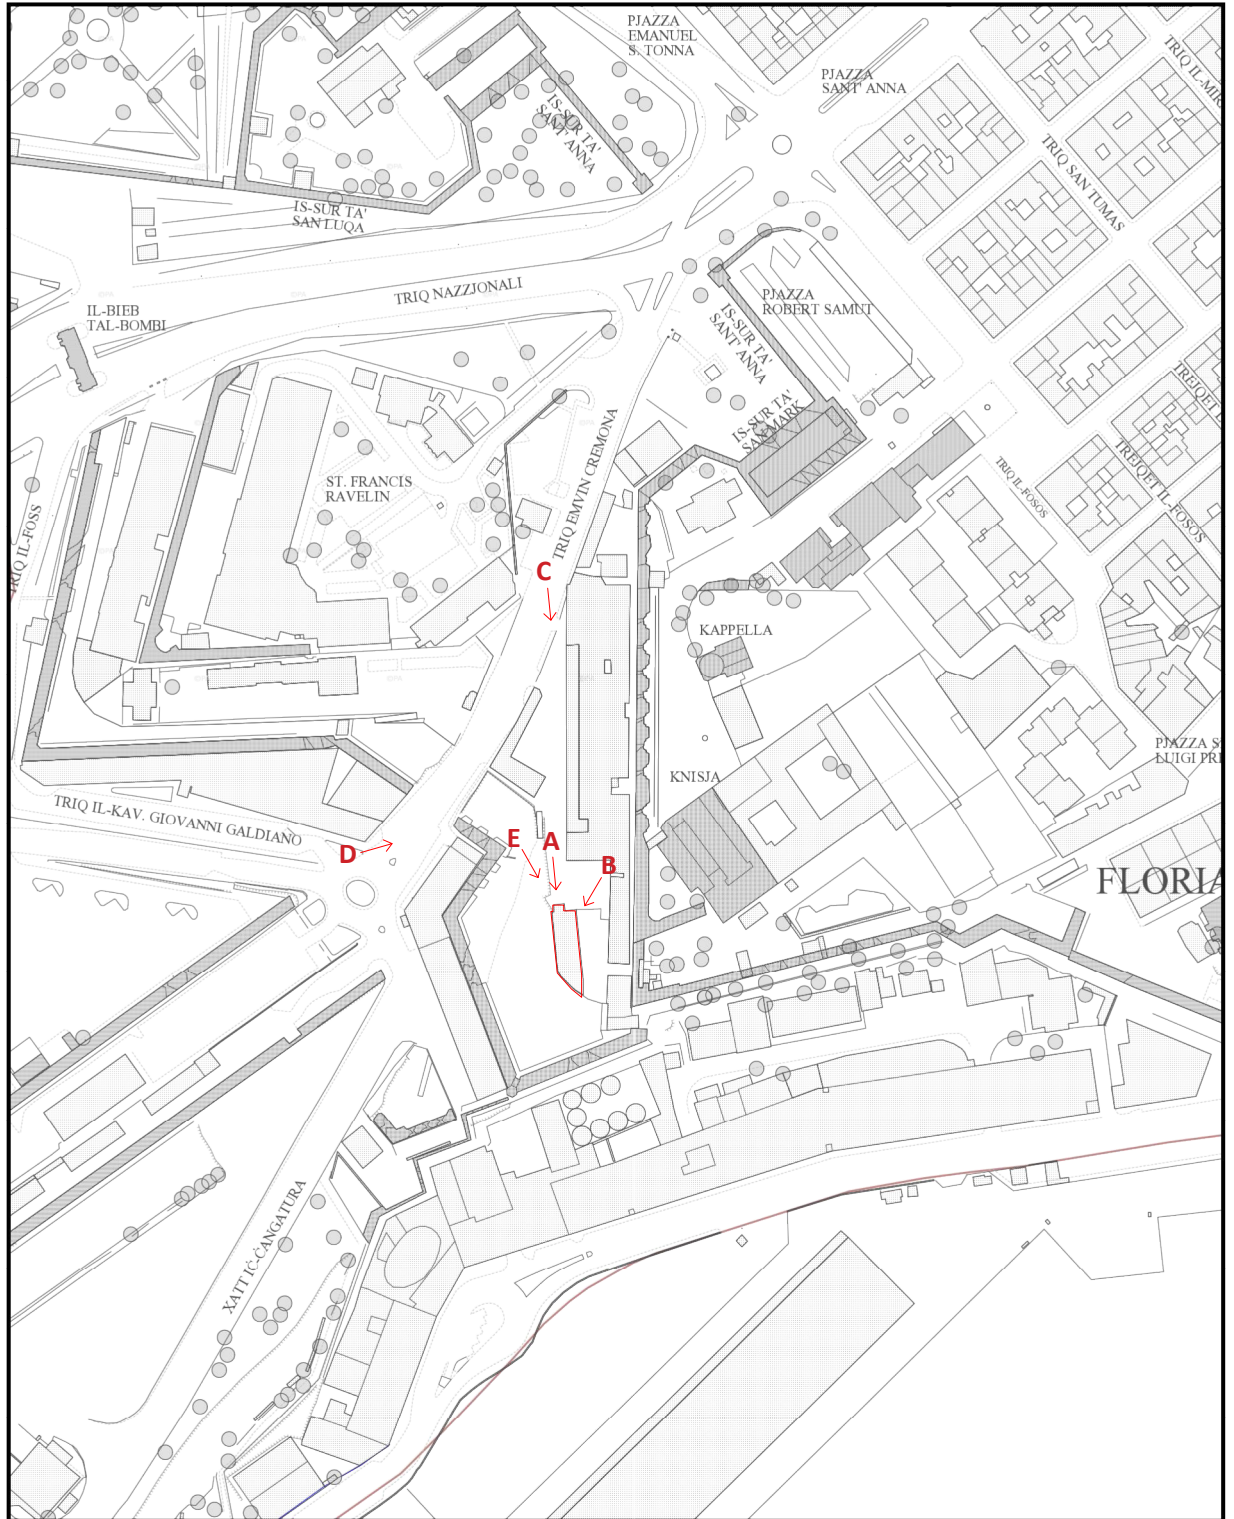 PJAZZA
EMANUEL
S. TONNA
PJAZZA
SANT' ANNA
TRIQ IL-MIR
IS-SUR TA'
SANT' ANNA
TRIQ SAN TUMAS
IS-SUR TA'
SAN LUQA
TRIQ NAZZJONALI
IL-BIEB
TAL-BOMBI
PJAZZA
ROBERT SAMUT
IS-SUR TA'
SANT' ANNA
IS-SUR TA'
SAN MARK
TREJQET
TREJQET IL-FOSOS
TRIQ IL-FOSOS
ST. FRANCIS
RAVELIN
TRIQ EMVIN CREMONA
TRIQ IL-FOSS
C
KAPPELLA
PJAZZA S
LUIGI PR
KNISJA
TRIQ IL-KAV. GIOVANNI GALDIANO
D
E
A
B
FLORIA
XATT IĊ-ĊANGATURA